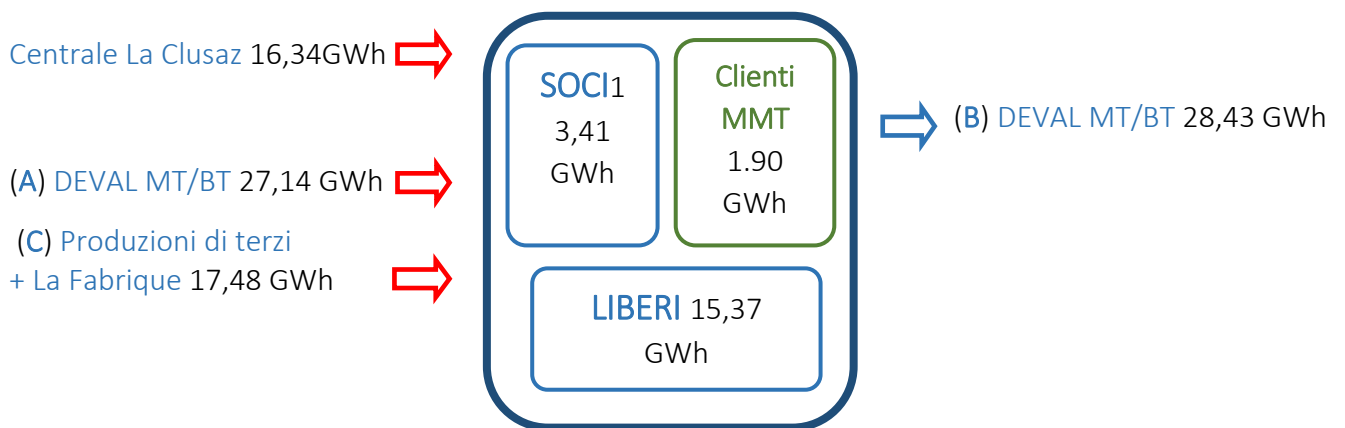 Centrale La Clusaz 16,34GWh
(A) DEVAL MT/BT 27,14 GWh
(C) Produzioni di terzi
+ La Fabrique 17,48 GWh
SOCI1
3,41
GWh
Clienti
MMT
1.90
GWh
LIBERI 15,37
GWh
(B) DEVAL MT/BT 28,43 GWh